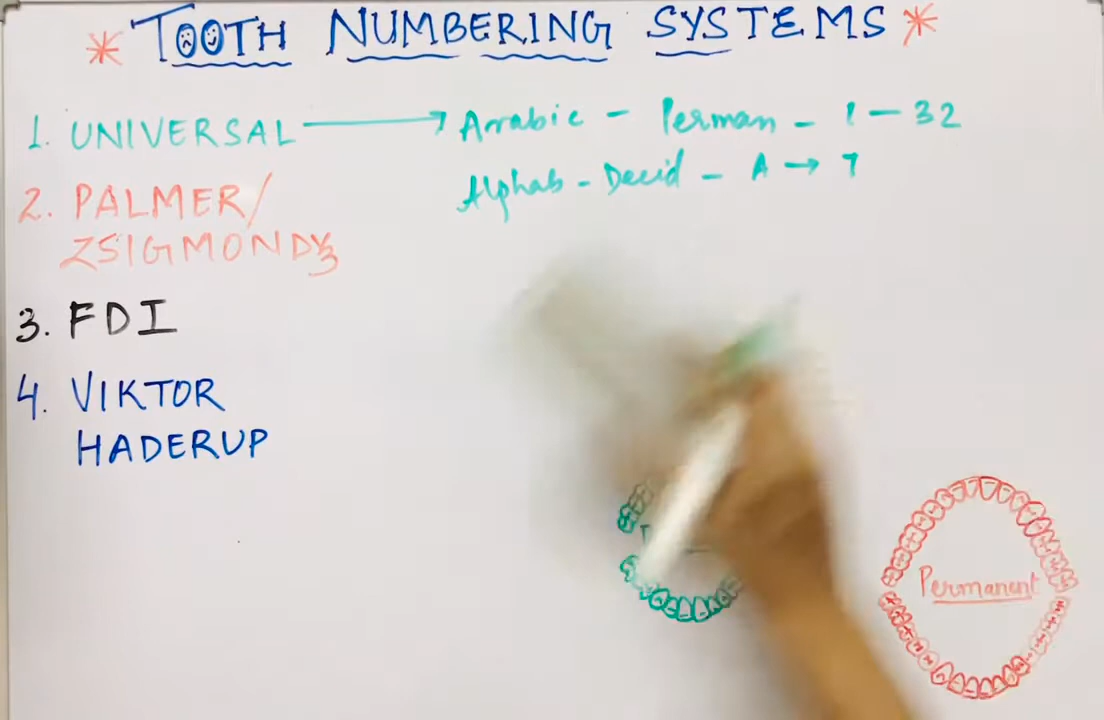 * TOOTH NUMBERING SYSTEMS *
1. UNIVERSAL → Arrabic - Perman - 1 - 32
Alphab - Decid - A → T
2. PALMER/
ZSIGMONDY
3. FDI
4. VIKTOR
HADERUP
Permanent